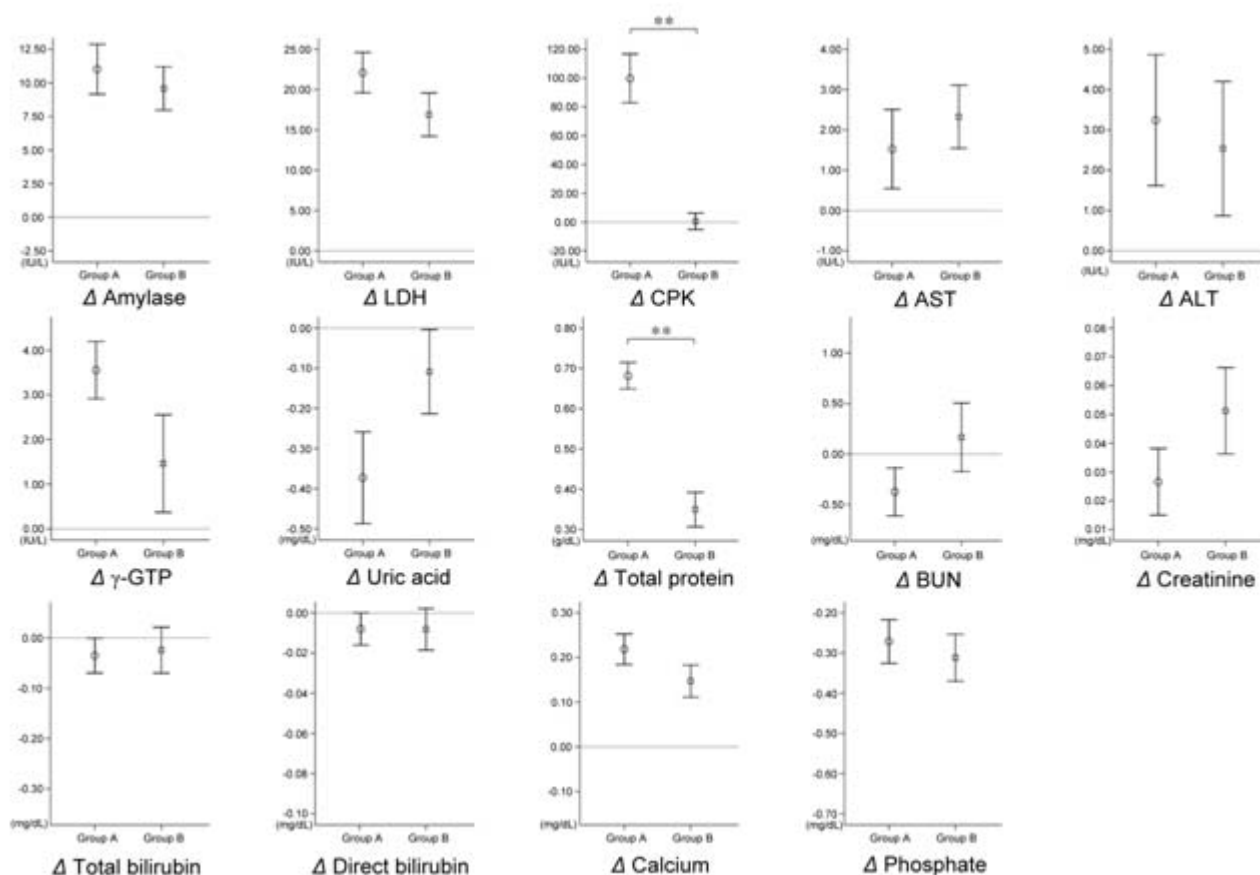 **
12.50
10.00
7.50
5.00
2.50
0.00
-2.50
(IU/L)
Group A Group B
Δ Amylase
25.00
20.00
15.00
10.00
5.00
0.00
(IU/L)
Group A Group B
Δ LDH
120.00
100.00
80.00
60.00
40.00
20.00
0.00
-20.00
(IU/L)
Group A Group B
Δ CPK
4.00
3.00
2.00
1.00
0.00
-1.00
(IU/L)
Group A Group B
Δ AST
5.00
4.00
3.00
2.00
1.00
0.00
(IU/L)
Group A Group B
Δ ALT
4.00
3.00
2.00
1.00
0.00
(IU/L)
Group A Group B
Δ γ-GTP
0.00
-0.10
-0.20
-0.30
-0.40
-0.50
(mg/dL)
Group A Group B
Δ Uric acid
**
0.80
0.70
0.60
0.50
0.40
0.30
(g/dL)
Group A Group B
Δ Total protein
1.00
0.50
0.00
-0.50
(mg/dL)
Group A Group B
Δ BUN
0.08
0.07
0.06
0.05
0.04
0.03
0.02
0.01
(mg/dL)
Group A Group B
Δ Creatinine
0.00
-0.10
-0.20
-0.30
(mg/dL)
Group A Group B
Δ Total bilirubin
0.00
-0.02
-0.04
-0.06
-0.08
-0.10
(mg/dL)
Group A Group B
Δ Direct bilirubin
0.30
0.20
0.10
0.00
-0.10
(mg/dL)
Group A Group B
Δ Calcium
-0.20
-0.30
-0.40
-0.50
-0.60
-0.70
(mg/dL)
Group A Group B
Δ Phosphate